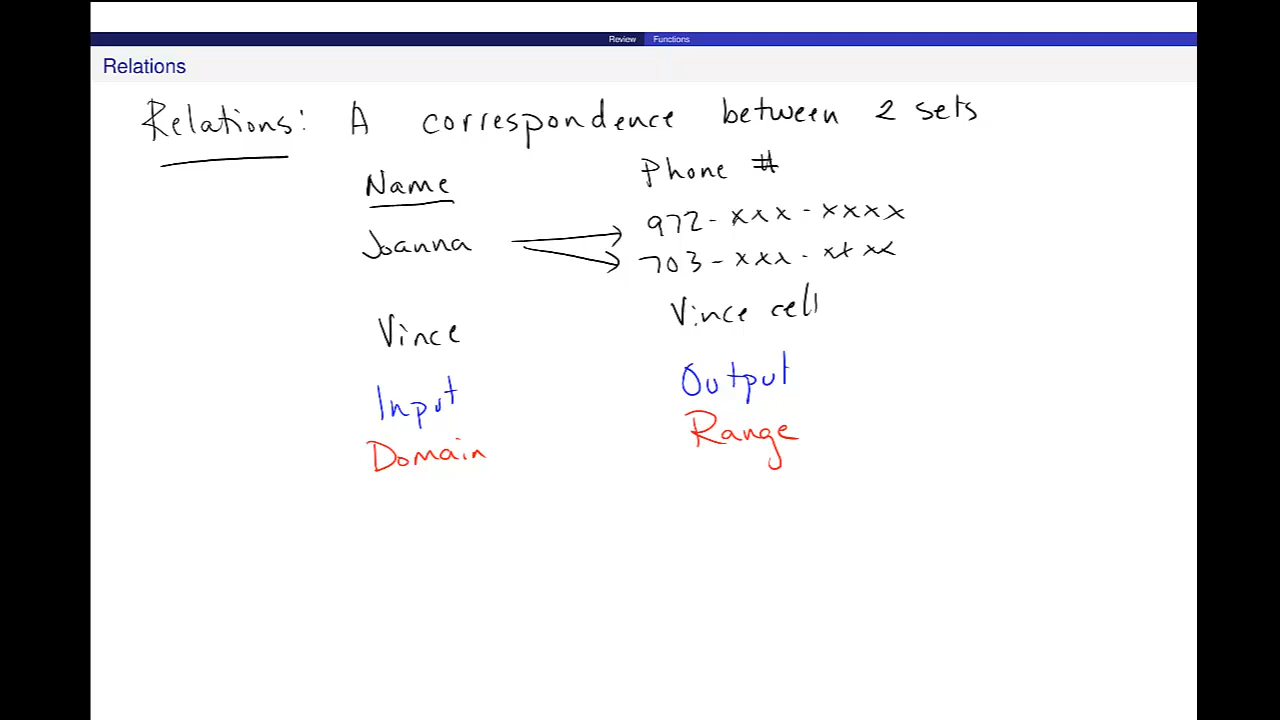 Review Functions
Relations
Relations: A correspondence between 2 sets
Name Phone #
Joanna 972-xxx-xxxx
703-xxx-xxxx
Vince Vince cell
Input Output
Domain Range